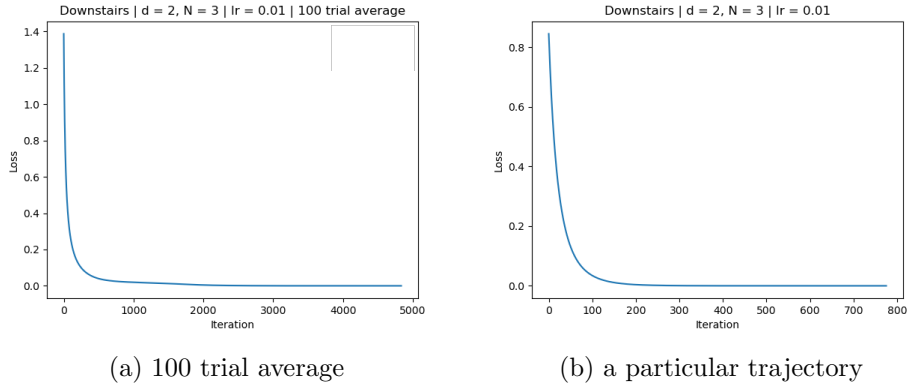 Downstairs | d = 2, N = 3 | lr = 0.01 | 100 trial average
1.4
1.2
1.0
0.8
0.6
0.4
0.2
0.0
Loss
0 1000 2000 3000 4000 5000
Iteration
(a) 100 trial average
Downstairs | d = 2, N = 3 | lr = 0.01
0.8
0.6
0.4
0.2
0.0
Loss
0 100 200 300 400 500 600 700 800
Iteration
(b) a particular trajectory